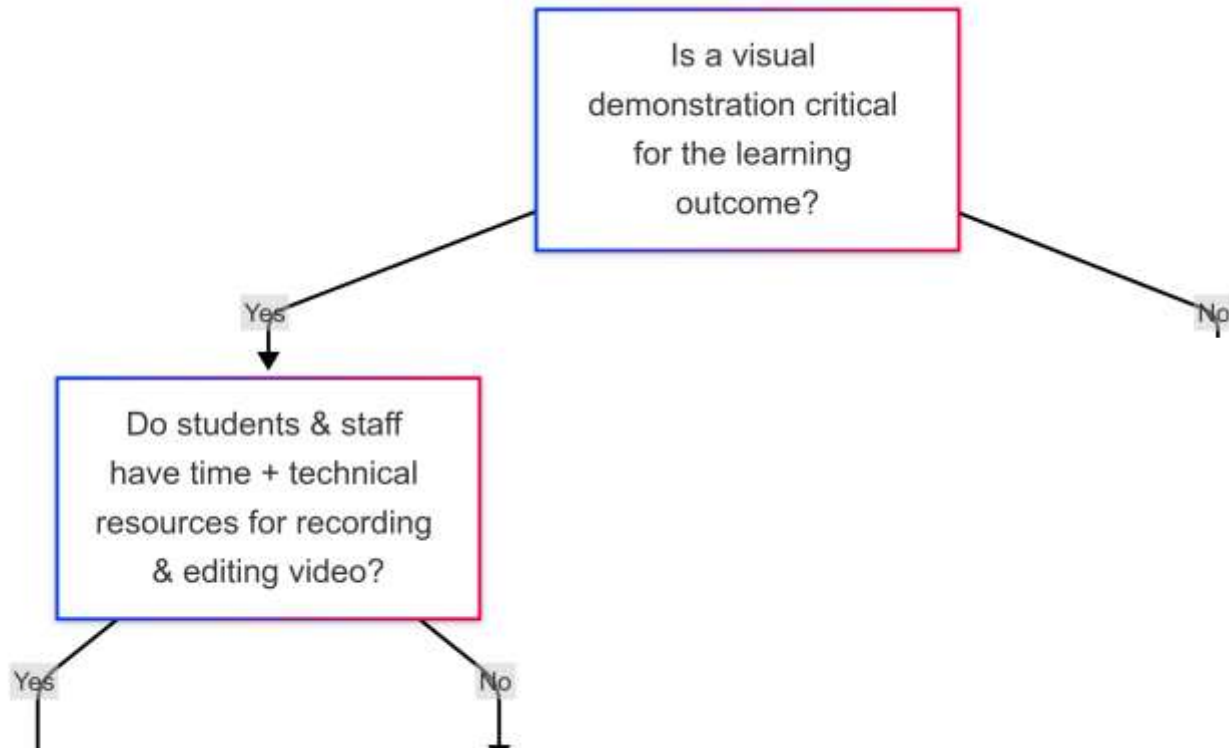 Is a visual
demonstration critical
for the learning
outcome?
Yes
No
Do students & staff
have time + technical
resources for recording
& editing video?
Yes
No